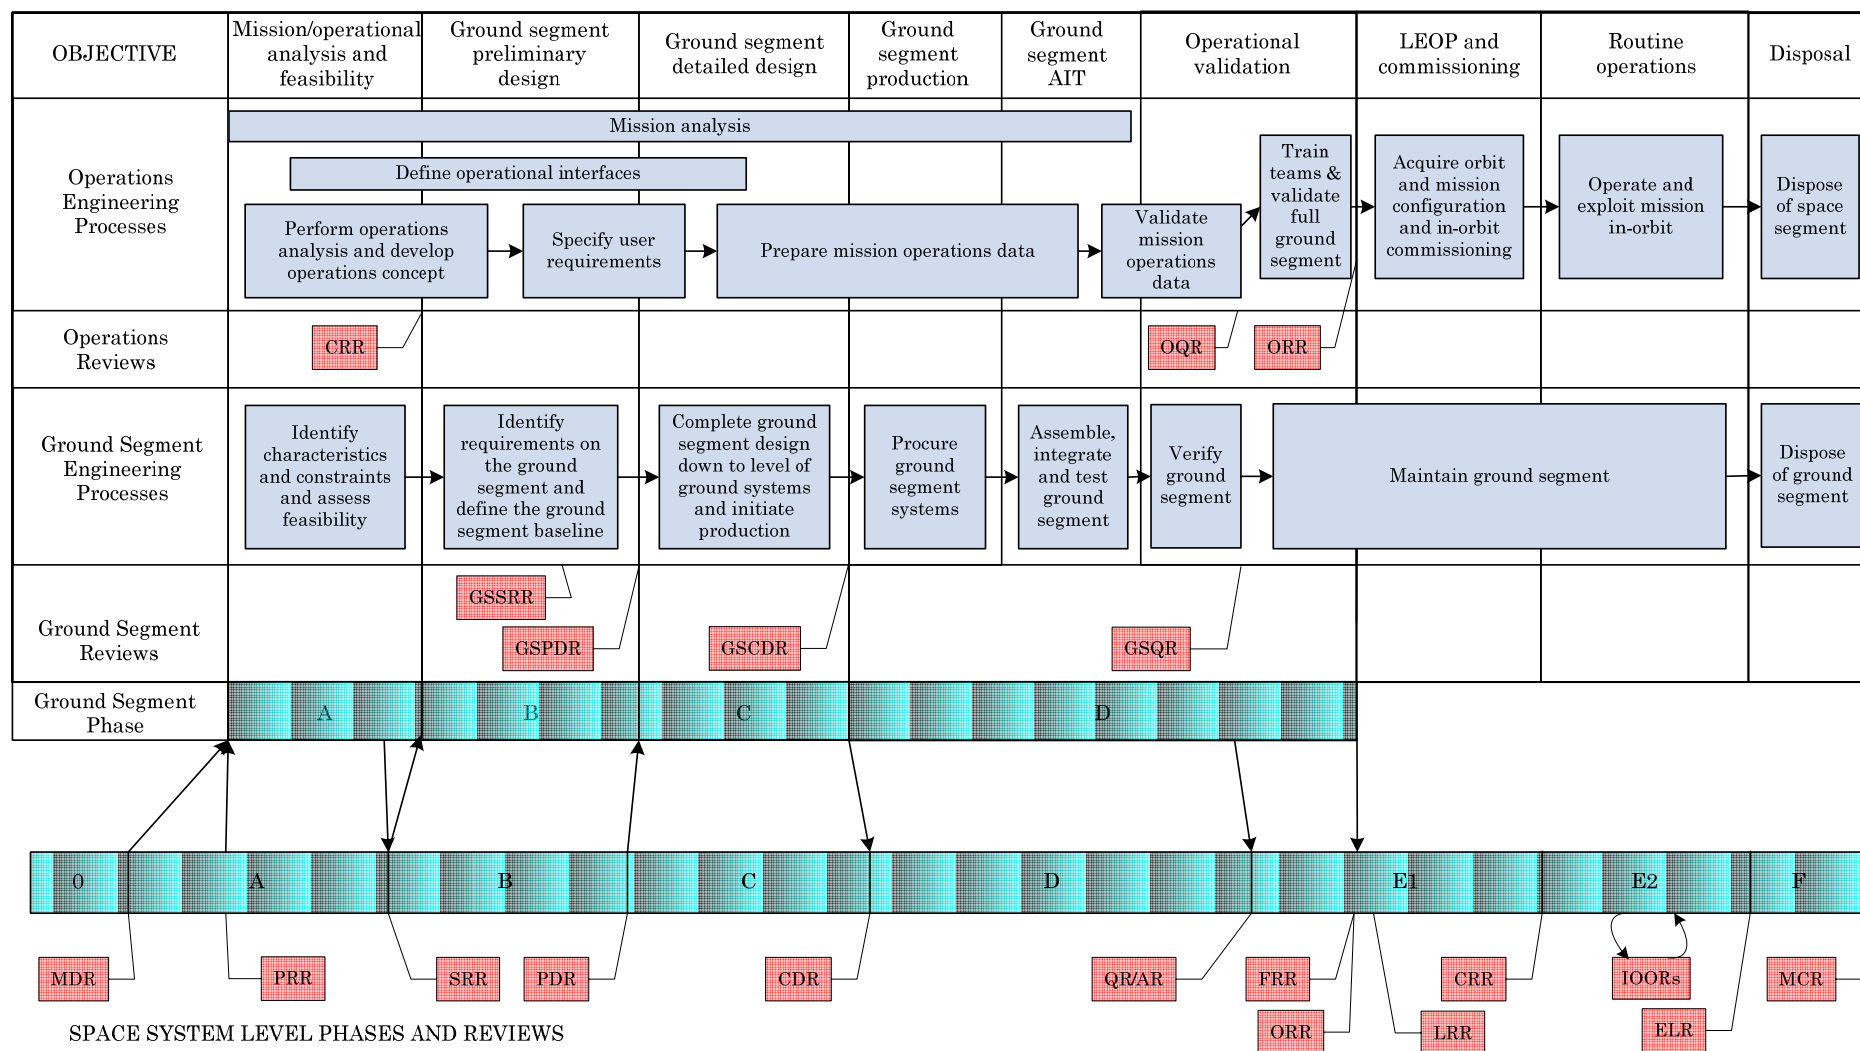 OBJECTIVE
Mission/operational
analysis and
feasibility
Ground segment
preliminary
design
Ground segment
detailed design
Ground
segment
production
Ground
segment
AIT
Operational
validation
LEOP and
commissioning
Routine
operations
Disposal
Operations
Engineering
Processes
Mission analysis
Define operational interfaces
Perform operations
analysis and develop
operations concept
Specify user
requirements
Prepare mission operations data
Validate
mission
operations
data
Train
teams &
validate
full
ground
segment
Acquire orbit
and mission
configuration
and in-orbit
commissioning
Operate and
exploit mission
in-orbit
Dispose
of space
segment
Operations
Reviews
CRR
OQR
ORR
Ground Segment
Engineering
Processes
Identify
characteristics
and constraints
and assess
feasibility
Identify
requirements on
the ground
segment and
define the ground
segment baseline
Complete ground
segment design
down to level of
ground systems
and initiate
production
Procure
ground
segment
systems
Assemble,
integrate
and test
ground
segment
Verify
ground
segment
Maintain ground segment
Dispose
of ground
segment
Ground Segment
Reviews
GSSRR
GSPDR
GSCDR
GSQR
Ground Segment
Phase
A
B
C
D
0
A
B
C
D
E1
E2
F
MDR
PRR
SRR
PDR
CDR
QR/AR
FRR
CRR
IOORs
MCR
ORR
LRR
ELR
SPACE SYSTEM LEVEL PHASES AND REVIEWS